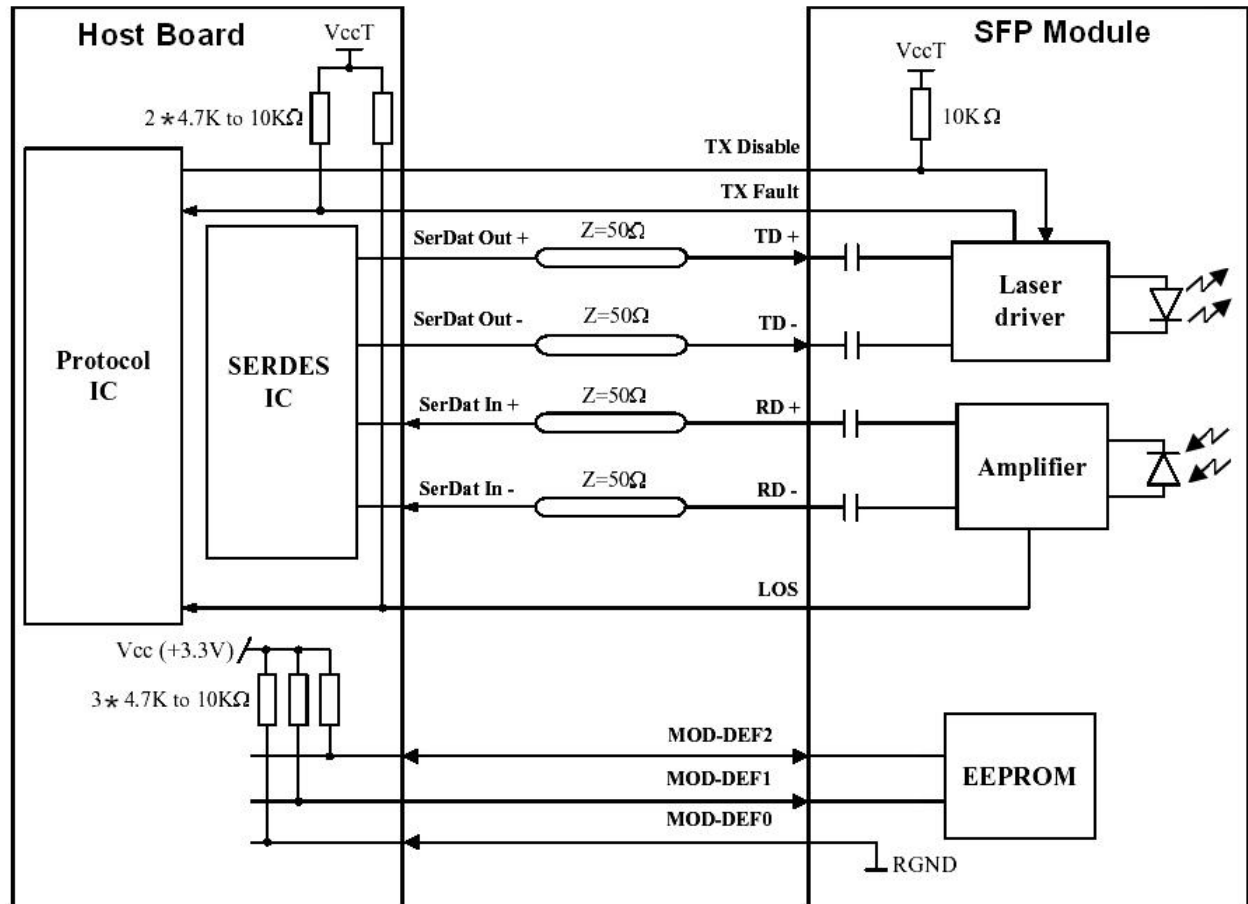 Host Board
SFP Module
VccT
VccT
2*4.7K to 10KΩ
10K Ω
TX Disable
TX Fault
SerDat Out +
Z=50Ω
TD +
SerDat Out -
Z=50Ω
TD -
Laser
driver
Protocol
IC
SERDES
IC
SerDat In +
Z=50Ω
RD +
SerDat In -
Z=50Ω
RD -
Amplifier
LOS
Vcc (+3.3V)
3* 4.7K to 10KΩ
MOD-DEF2
MOD-DEF1
MOD-DEF0
EEPROM
RGND